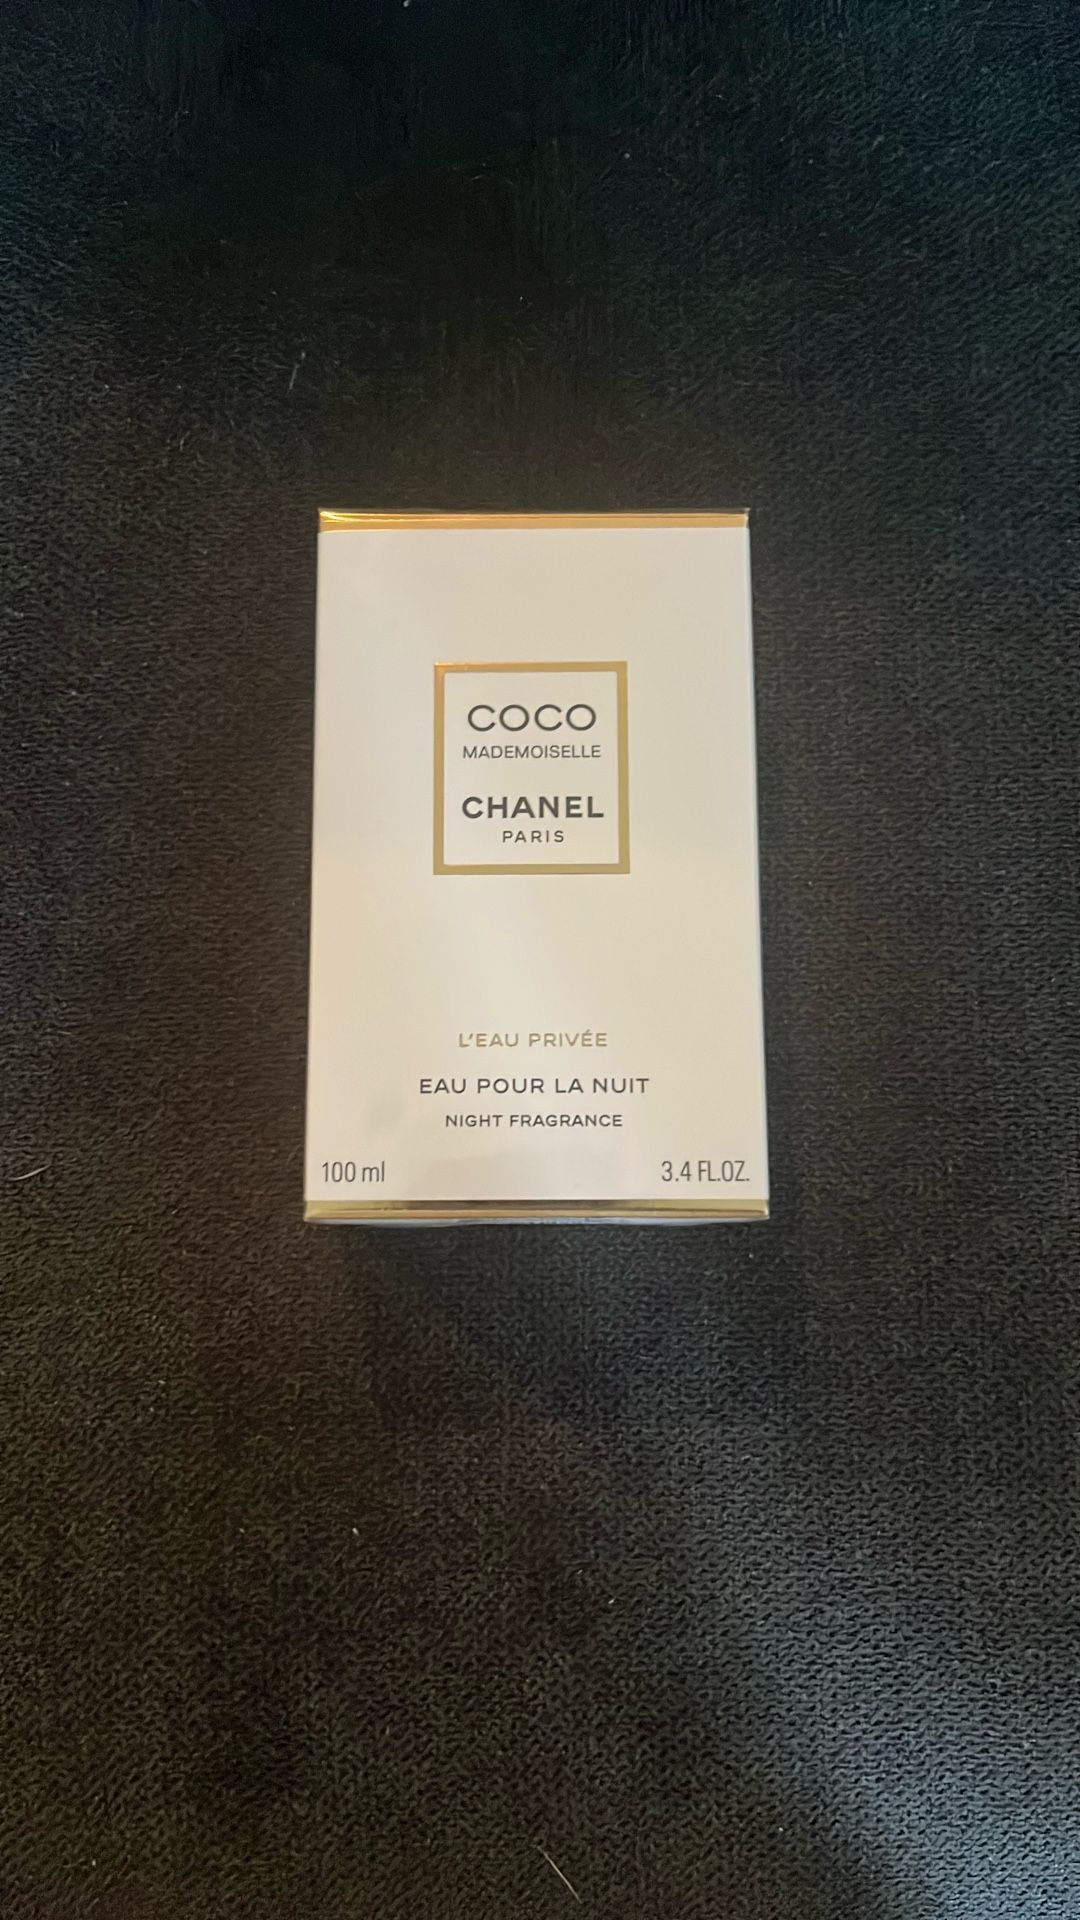 COCO
MADEMOISELLE
CHANEL
PARIS
L'EAU PRIVÉE
EAU POUR LA NUIT
NIGHT FRAGRANCE
100 ml 3.4 FL.OZ.